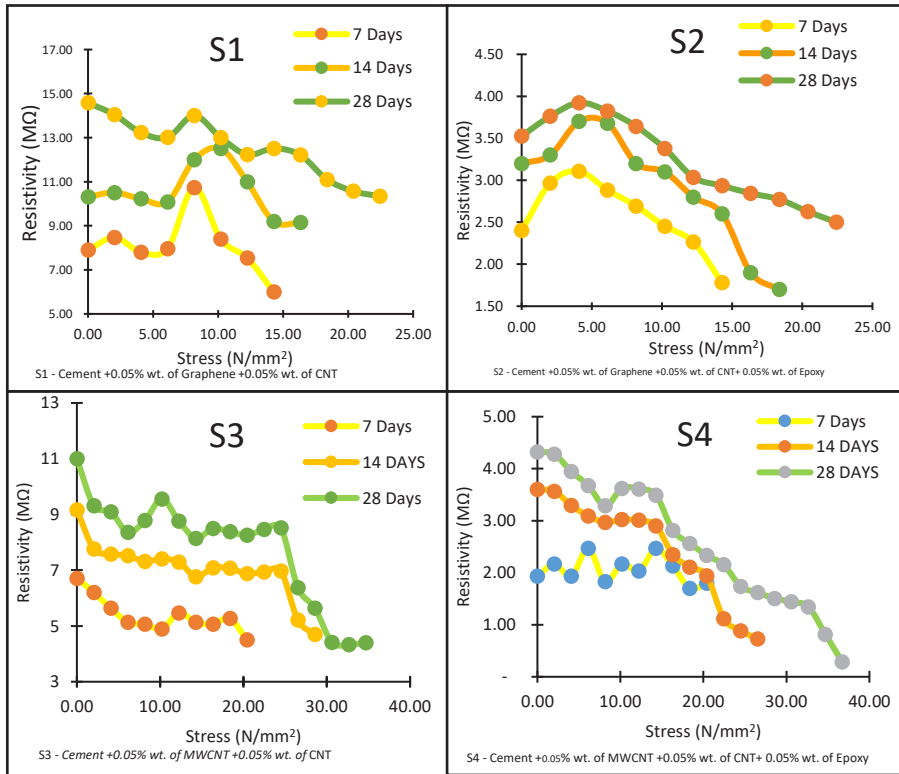 S1
7 Days
14 Days
28 Days
17.00
15.00
13.00
11.00
9.00
7.00
5.00
Resistivity (MΩ)
0.00 5.00 10.00 15.00 20.00 25.00
Stress (N/mm²)
S1 - Cement +0.05% wt. of Graphene +0.05% wt. of CNT
S2
7 Days
14 Days
28 Days
4.50
4.00
3.50
3.00
2.50
2.00
1.50
Resistivity (MΩ)
0.00 5.00 10.00 15.00 20.00 25.00
Stress (N/mm²)
S2 - Cement +0.05% wt. of Graphene +0.05% wt. of CNT+ 0.05% wt. of Epoxy
S3
7 Days
14 DAYS
28 Days
13
11
9
7
5
3
Resistivity (MΩ)
0.00 10.00 20.00 30.00 40.00
Stress (N/mm²)
S3 - Cement +0.05% wt. of MWCNT +0.05% wt. of CNT
S4
7 Days
14 DAYS
28 DAYS
5.00
4.00
3.00
2.00
1.00
-
Resistivity (MΩ)
0.00 10.00 20.00 30.00 40.00
Stress (N/mm²)
S4 - Cement +0.05% wt. of MWCNT +0.05% wt. of CNT+ 0.05% wt. of Epoxy